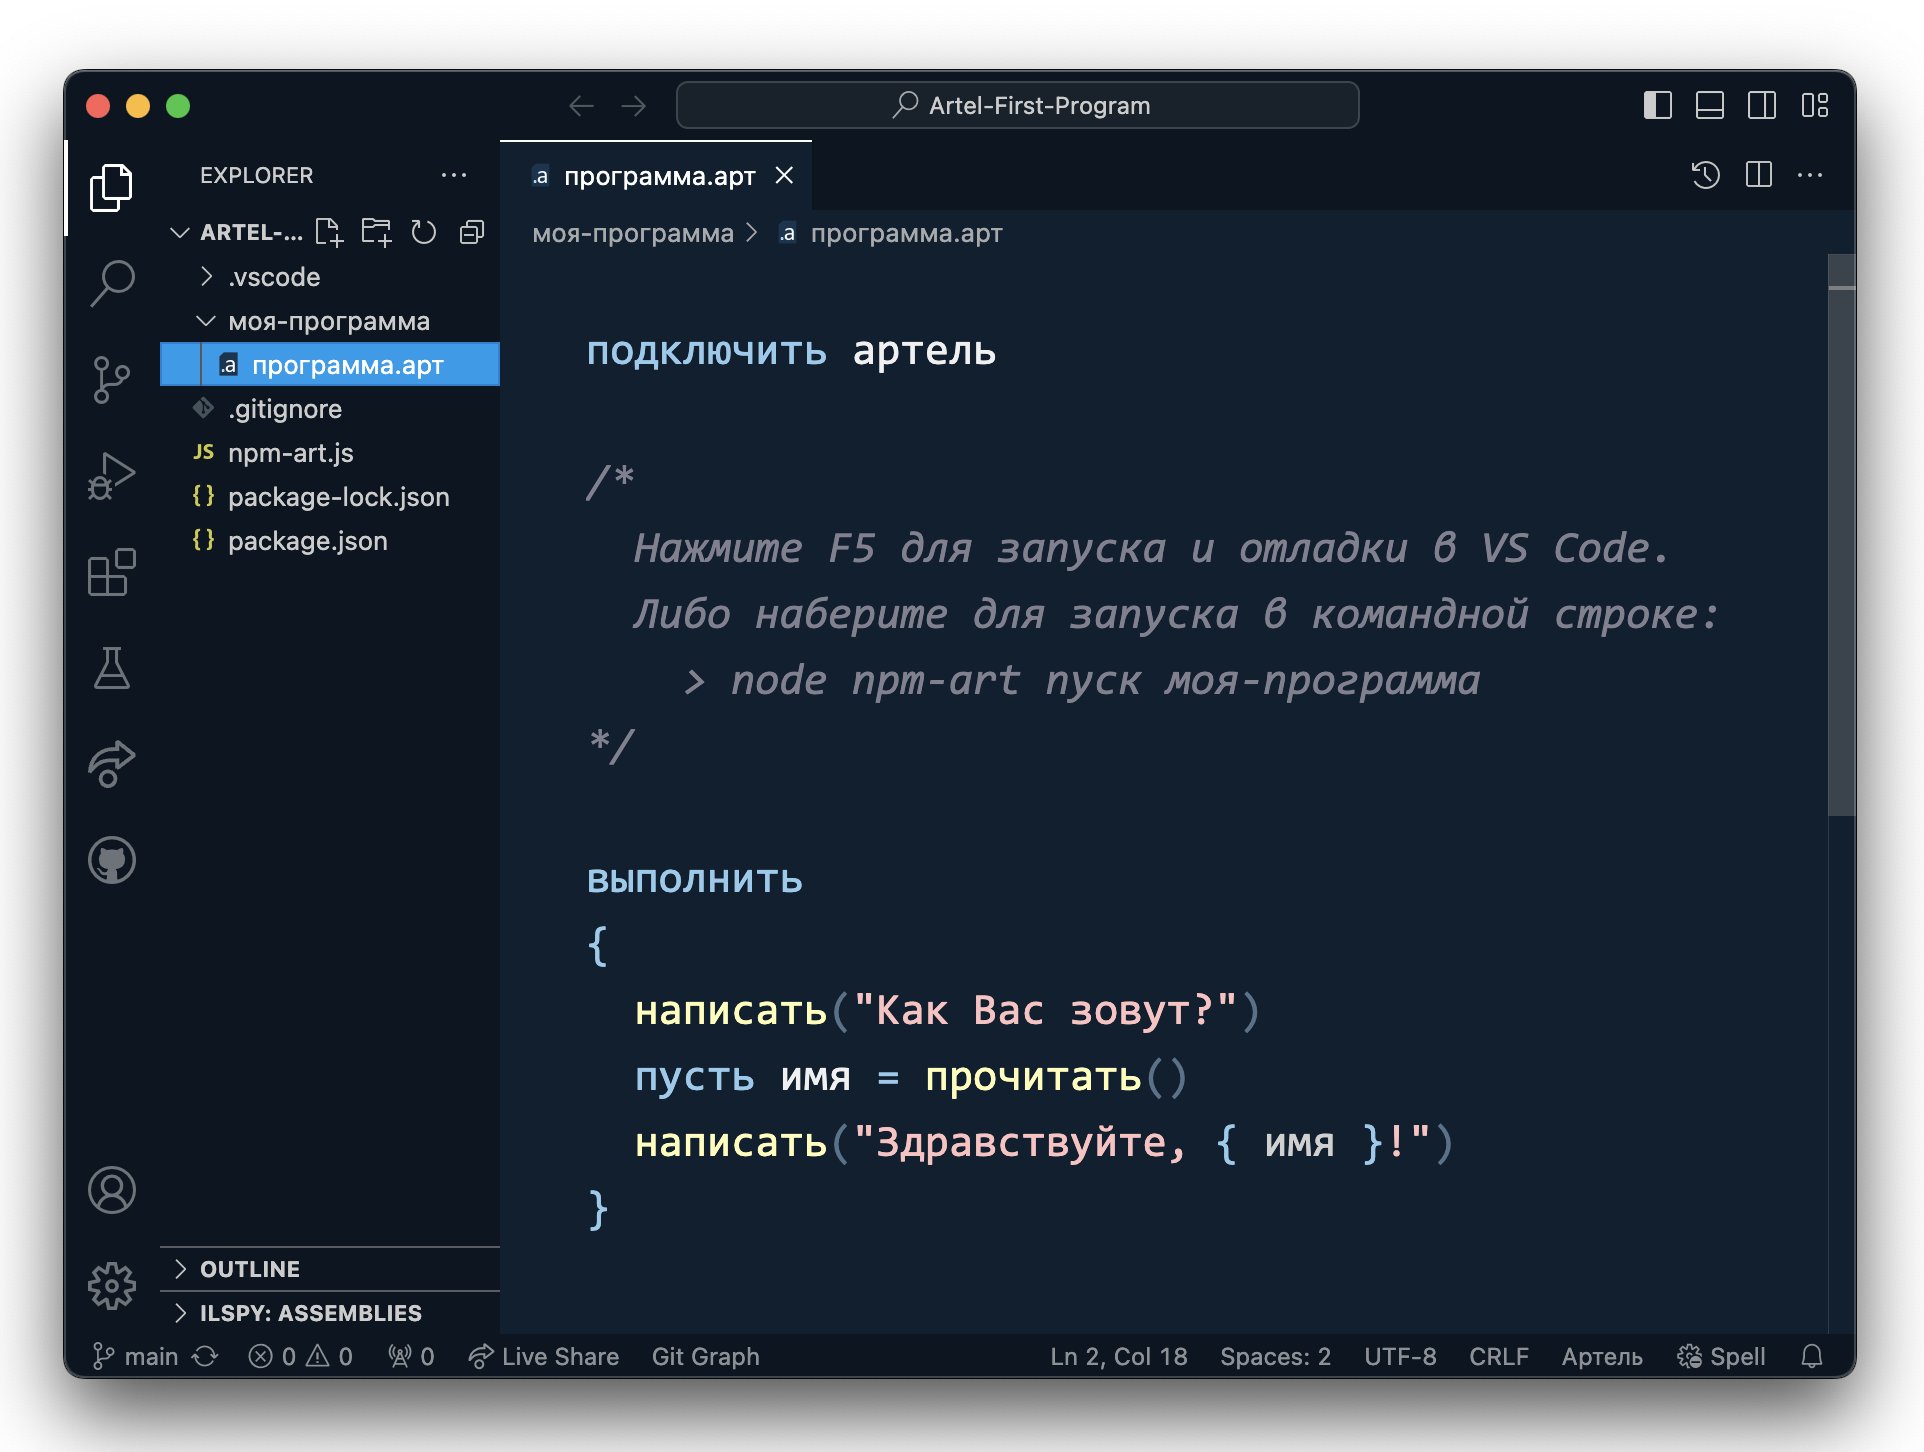 Artel-First-Program
EXPLORER
ARTEL-...
.vscode
моя-программа
.a программа.арт
.gitignore
JS npm-art.js
{} package-lock.json
{} package.json
OUTLINE
ILSPY: ASSEMBLIES
.a программа.арт
моя-программа > .a программа.арт
подключить артель
/*
Нажмите F5 для запуска и отладки в VS Code.
Либо наберите для запуска в командной строке:
> node npm-art пуск моя-программа
*/
выполнить
{
написать("Как Вас зовут?")
пусть имя = прочитать()
написать("Здравствуйте, { имя }!")
}
main 0 0 0 Live Share Git Graph Ln 2, Col 18 Spaces: 2 UTF-8 CRLF Артель Spell